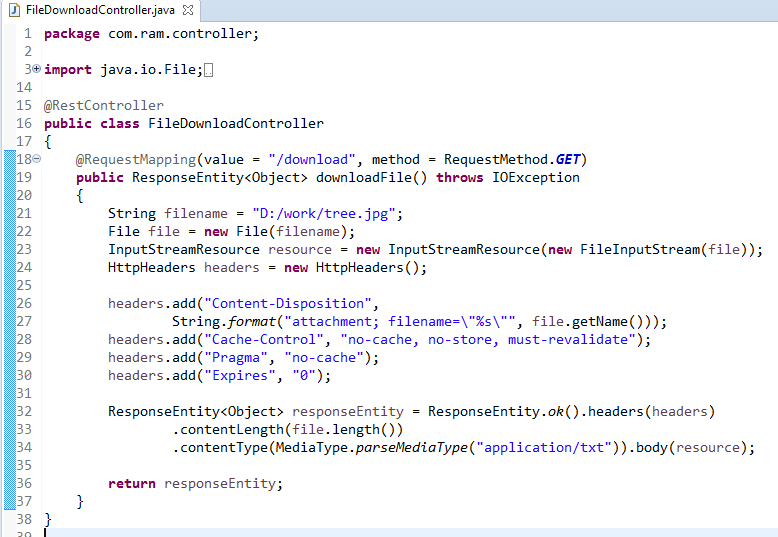 FileDownloadController.java
1 package com.ram.controller;
2
3 import java.io.File;
14
15 @RestController
16 public class FileDownloadController
17 {
18     @RequestMapping(value = "/download", method = RequestMethod.GET)
19     public ResponseEntity<Object> downloadFile() throws IOException
20     {
21         String filename = "D:/work/tree.jpg";
22         File file = new File(filename);
23         InputStreamResource resource = new InputStreamResource(new FileInputStream(file));
24         HttpHeaders headers = new HttpHeaders();
25
26         headers.add("Content-Disposition",
27                 String.format("attachment; filename=\"%s\"", file.getName()));
28         headers.add("Cache-Control", "no-cache, no-store, must-revalidate");
29         headers.add("Pragma", "no-cache");
30         headers.add("Expires", "0");
31
32         ResponseEntity<Object> responseEntity = ResponseEntity.ok().headers(headers)
33                 .contentLength(file.length())
34                 .contentType(MediaType.parseMediaType("application/txt")).body(resource);
35
36         return responseEntity;
37     }
38 }
39